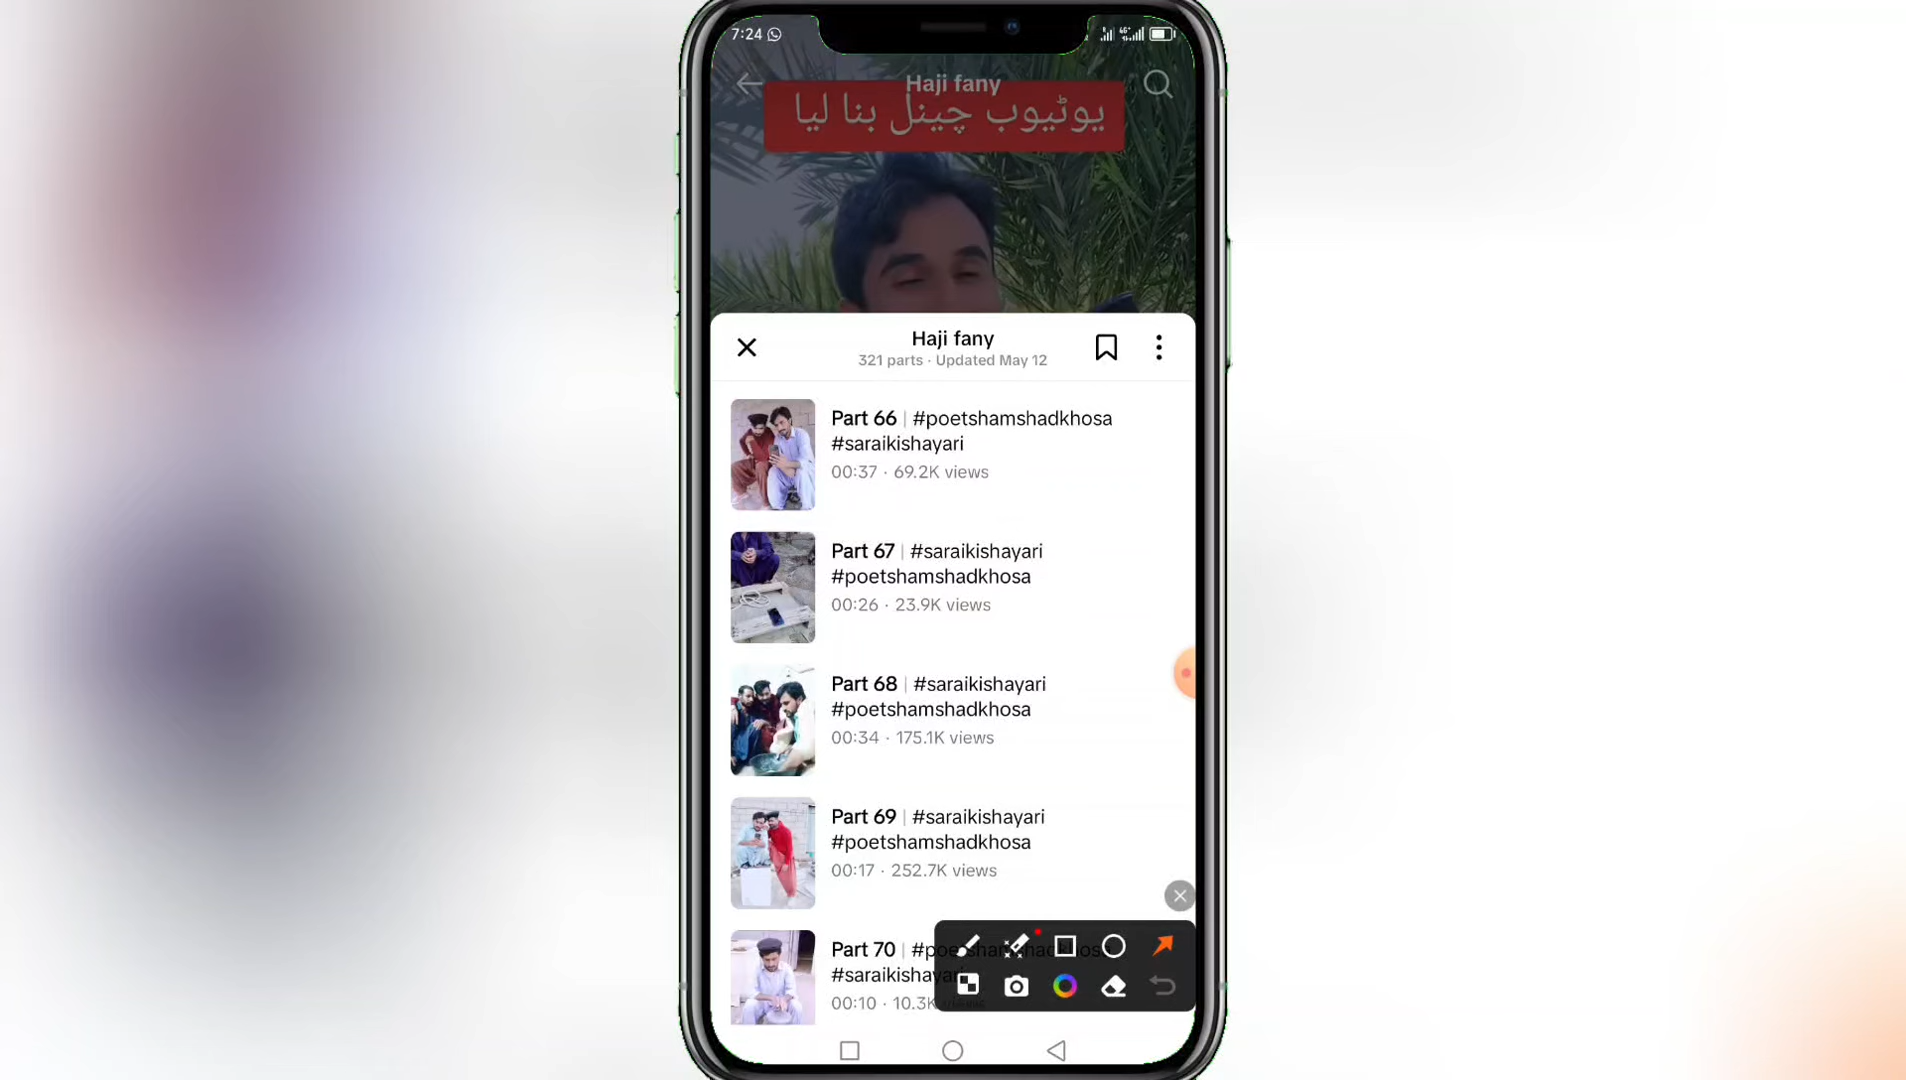 7:24
Haji fany
یوٹیوب چینل بنا لیا
Haji fany
321 parts · Updated May 12
Part 66 | #poetshamshadkhosa
#saraikishayari
00:37 · 69.2K views
Part 67 | #saraikishayari
#poetshamshadkhosa
00:26 · 23.9K views
Part 68 | #saraikishayari
#poetshamshadkhosa
00:34 · 175.1K views
Part 69 | #saraikishayari
#poetshamshadkhosa
00:17 · 252.7K views
Part 70 | #poetshamshadkhosa
#saraikishayari
00:10 · 10.3K views